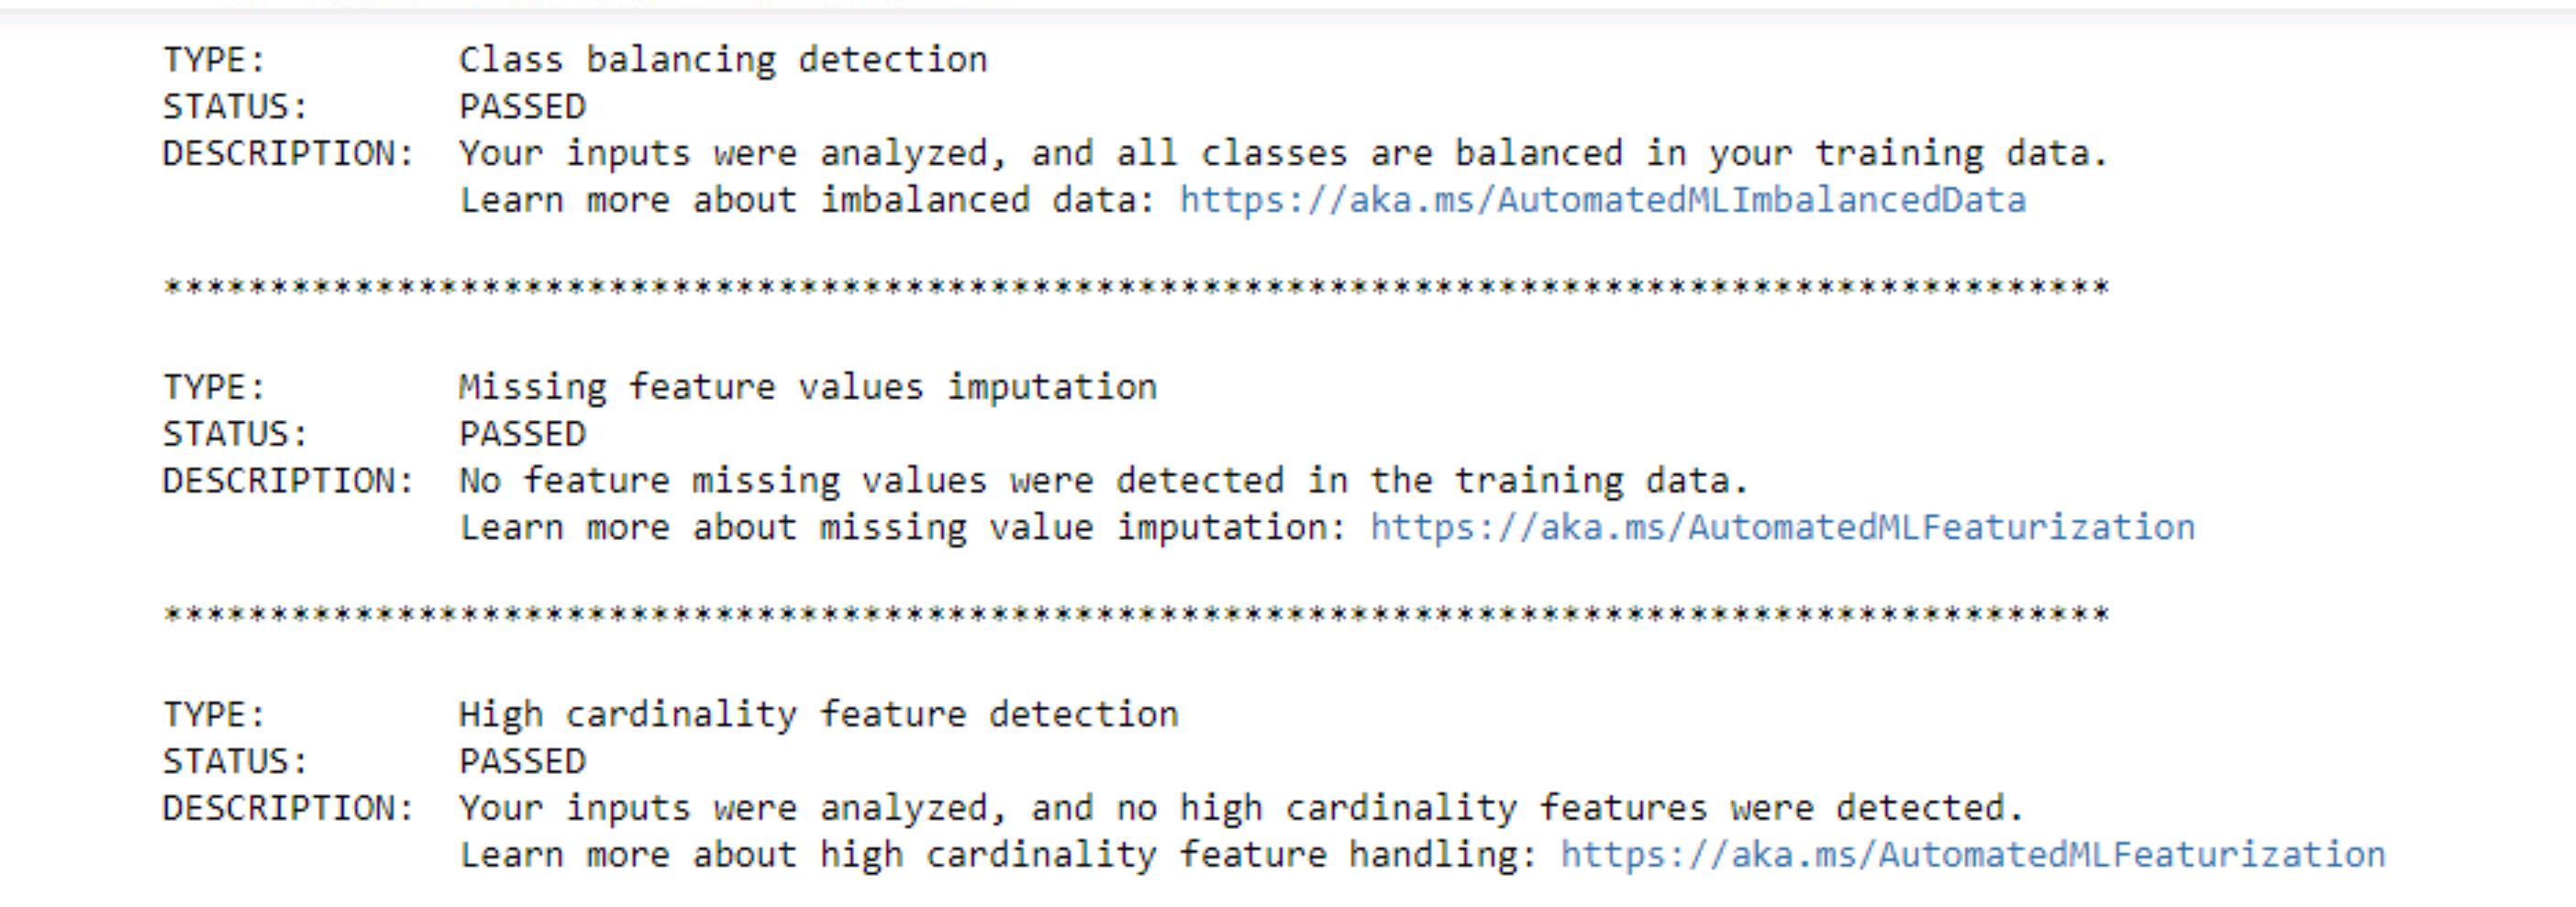 TYPE: Class balancing detection
STATUS: PASSED
DESCRIPTION: Your inputs were analyzed, and all classes are balanced in your training data.
Learn more about imbalanced data: https://aka.ms/AutomatedMLImbalancedData
********************************************************************************************
TYPE: Missing feature values imputation
STATUS: PASSED
DESCRIPTION: No feature missing values were detected in the training data.
Learn more about missing value imputation: https://aka.ms/AutomatedMLFeaturization
********************************************************************************************
TYPE: High cardinality feature detection
STATUS: PASSED
DESCRIPTION: Your inputs were analyzed, and no high cardinality features were detected.
Learn more about high cardinality feature handling: https://aka.ms/AutomatedMLFeaturization